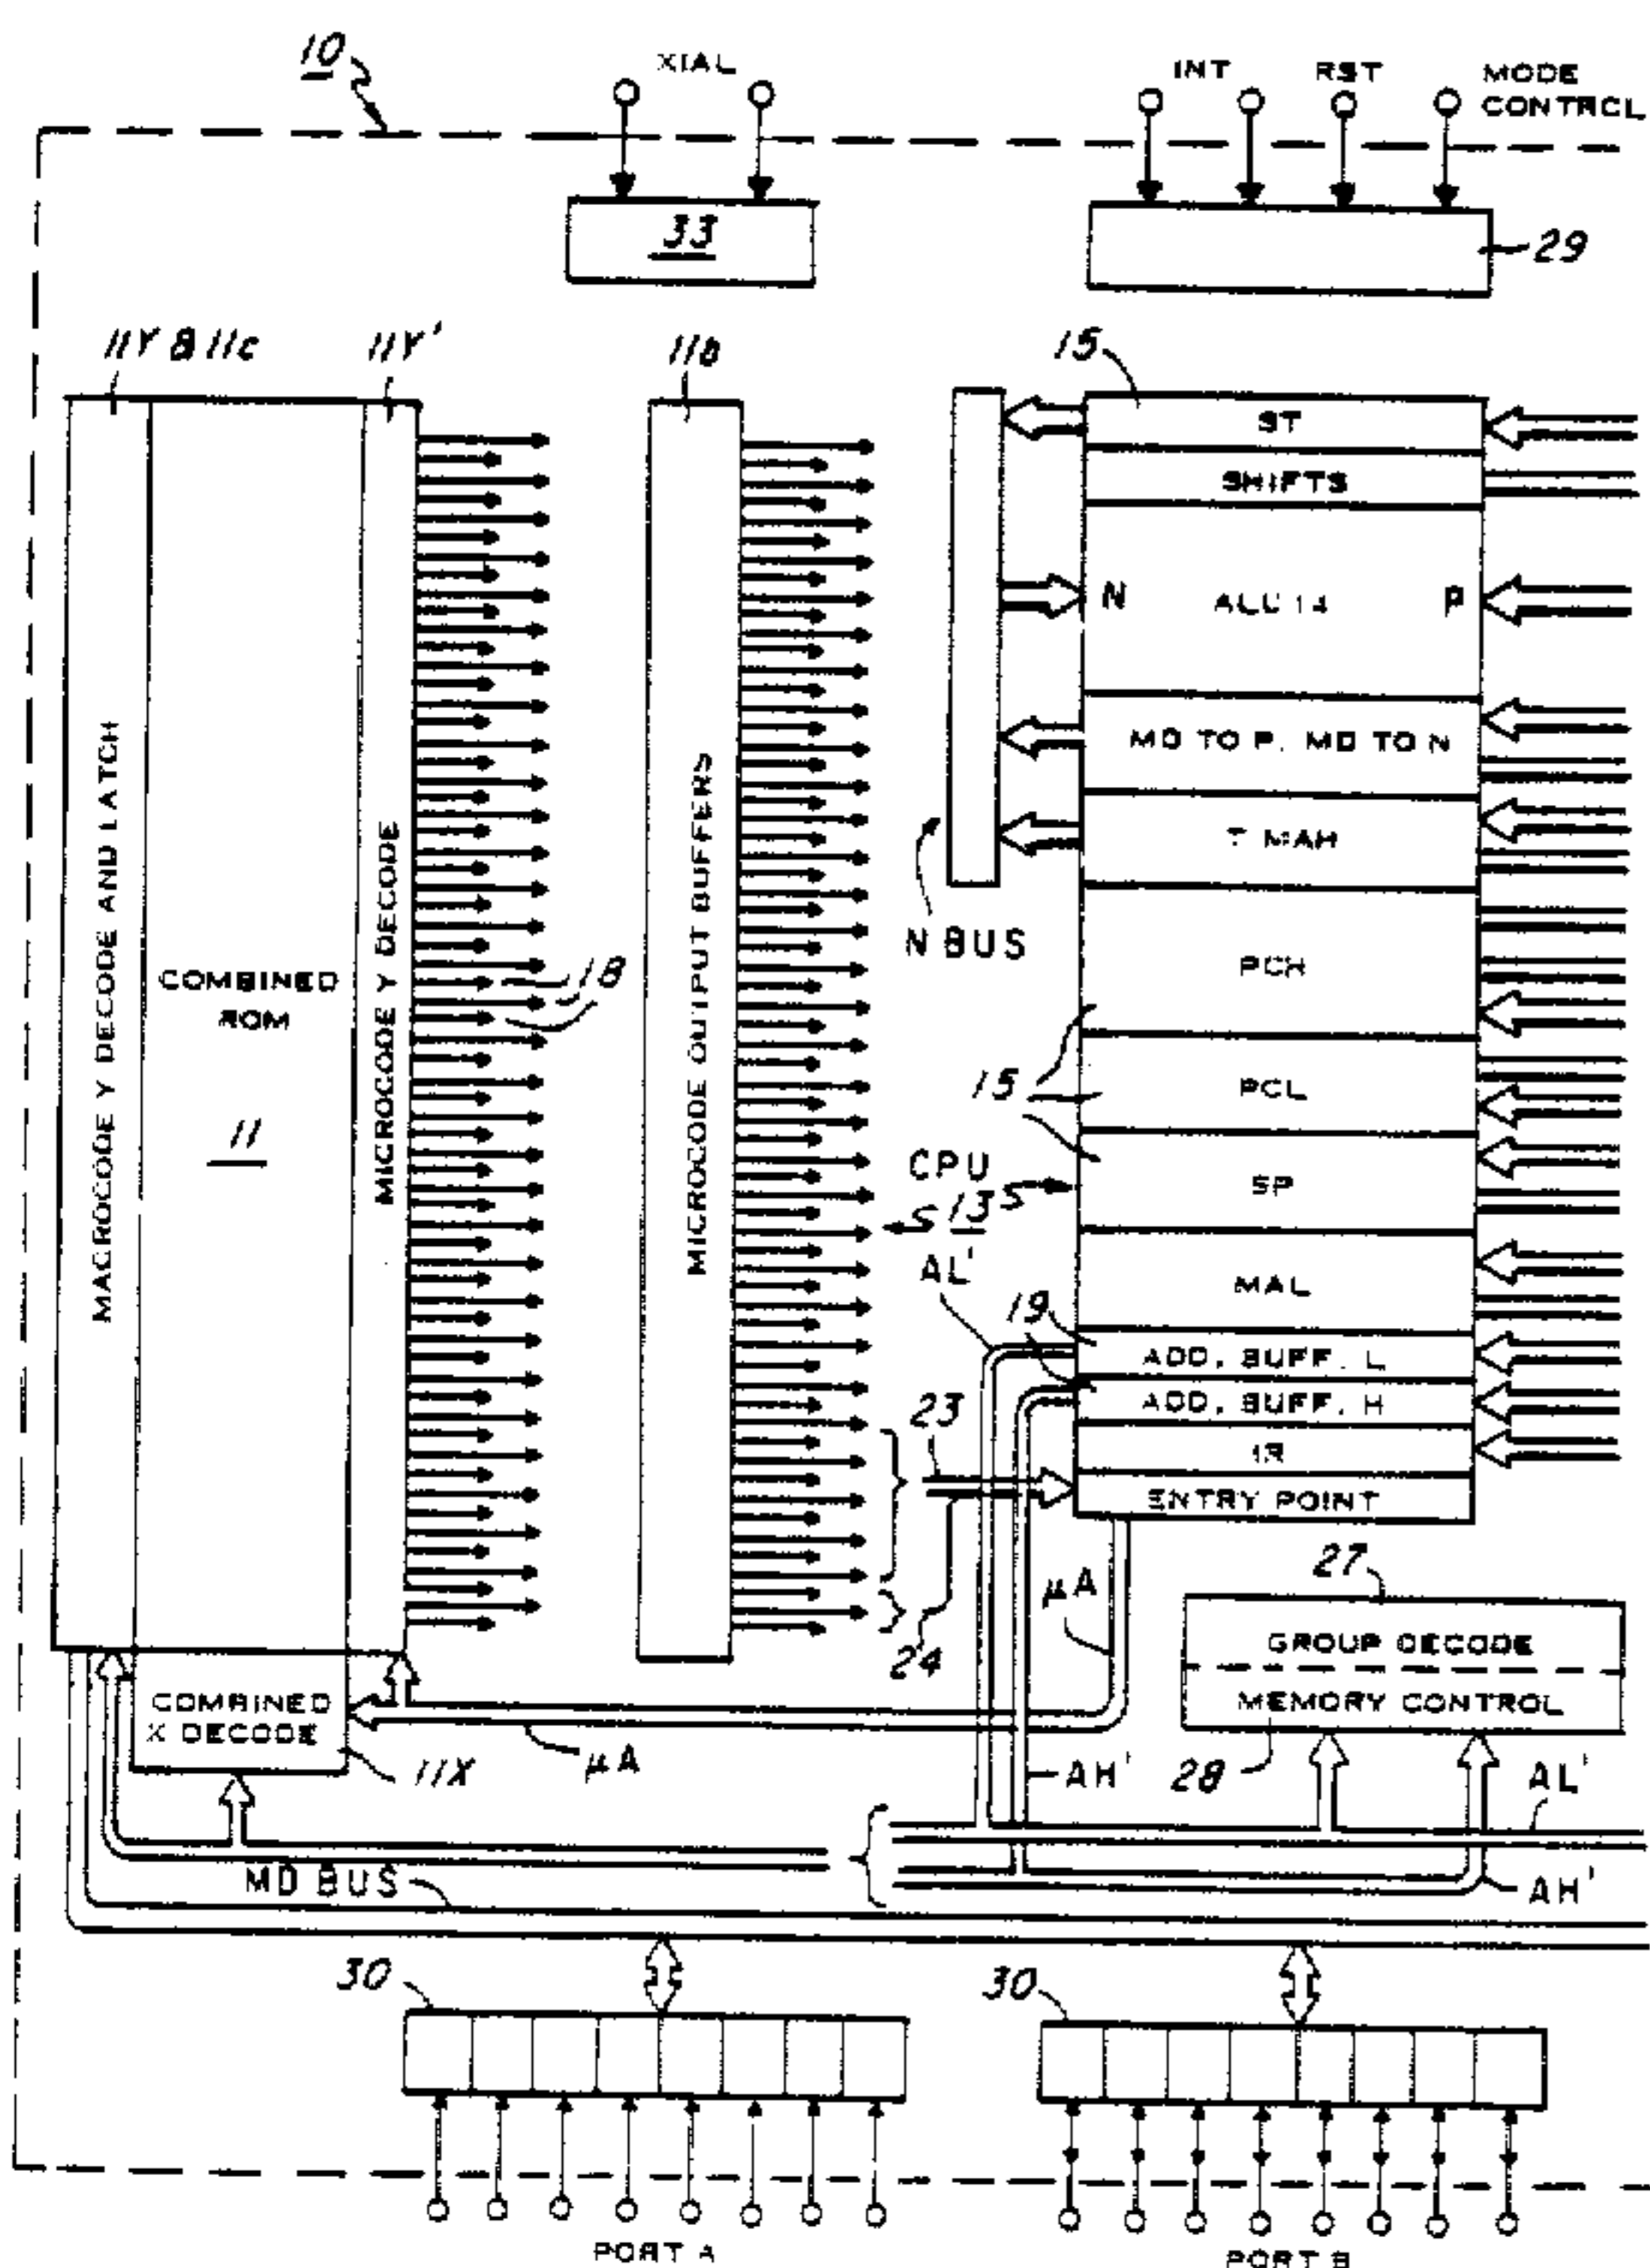 10
XIAL
INT
RST
MODE
CONTROL
33
29
11Y & 11c
11Y'
11b
15
ST
SHIFTS
N
ALU 14
P
MD TO P, MD TO N
T MAH
N BUS
PCH
PCL
15
SP
MAL
ADD. BUFF. L
ADD. BUFF. H
IR
ENTRY POINT
MACROCODE Y DECODE AND LATCH
COMBINED
ROM
11
MICROCODE Y DECODE
18
MICROCODE OUTPUT BUFFERS
CPU
S 13 S
AL'
19
23
24
µA
27
GROUP DECODE
MEMORY CONTROL
28
COMBINED
X DECODE
11X
µA
AH'
AL'
AH'
MD BUS
30
30
PORT A
PORT B